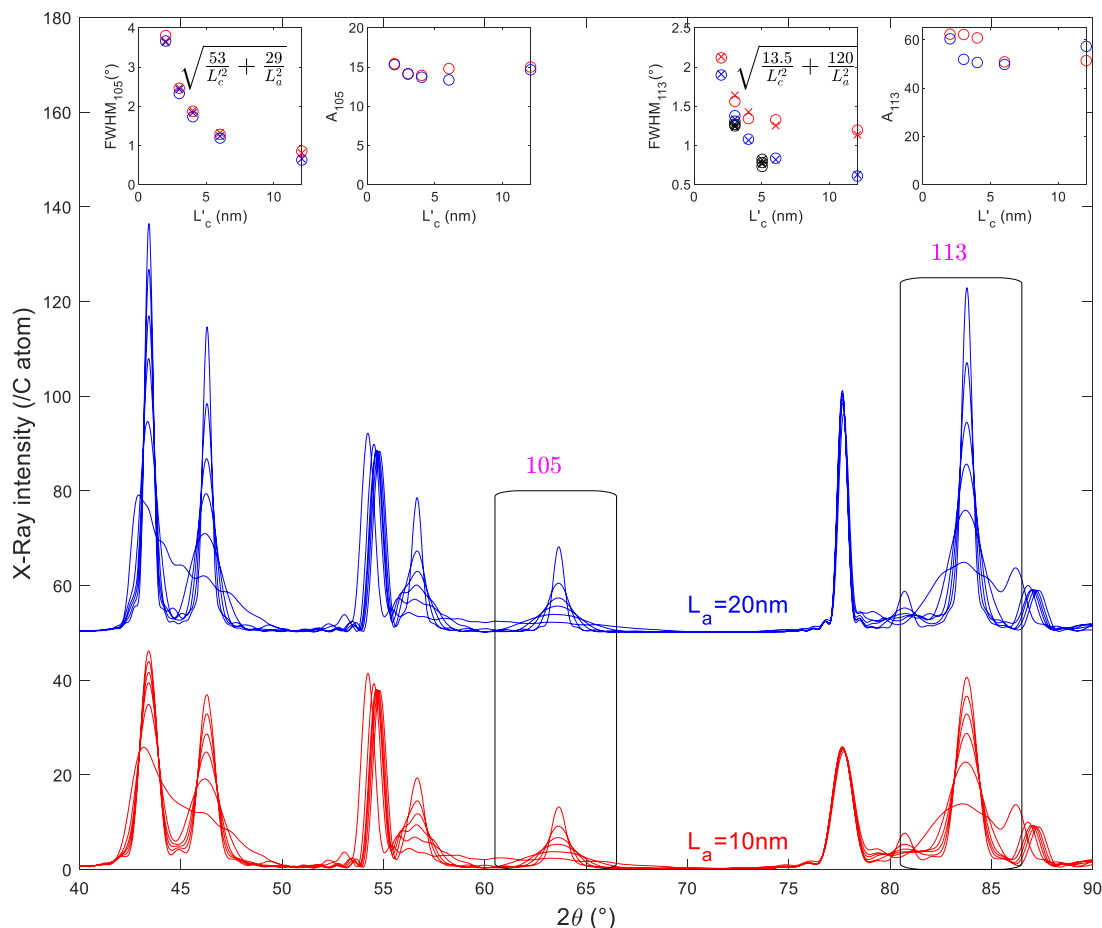 180
160
140
120
100
80
60
40
20
0
X-Ray intensity (/C atom)
40 45 50 55 60 65 70 75 80 85 90
2θ (°)
4
3
2
1
0
FWHM105(°)
√(53/L'c² + 29/La²)
0 5 10
L'c (nm)
20
15
10
5
0
A105
0 5 10
L'c (nm)
2.5
2
1.5
1
0.5
FWHM113(°)
√(13.5/L'c² + 120/La²)
0 5 10
L'c (nm)
60
40
20
0
A113
0 5 10
L'c (nm)
113
105
La=20nm
La=10nm